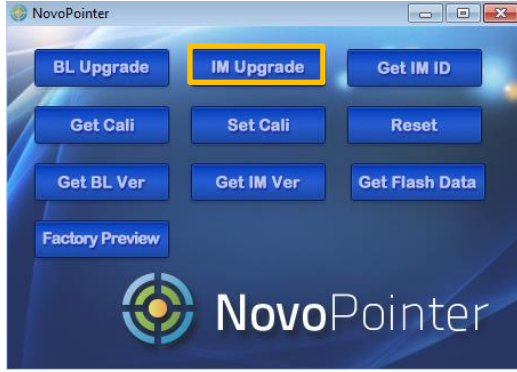 NovoPointer
BL Upgrade IM Upgrade Get IM ID
Get Cali Set Cali Reset
Get BL Ver Get IM Ver Get Flash Data
Factory Preview
NovoPointer